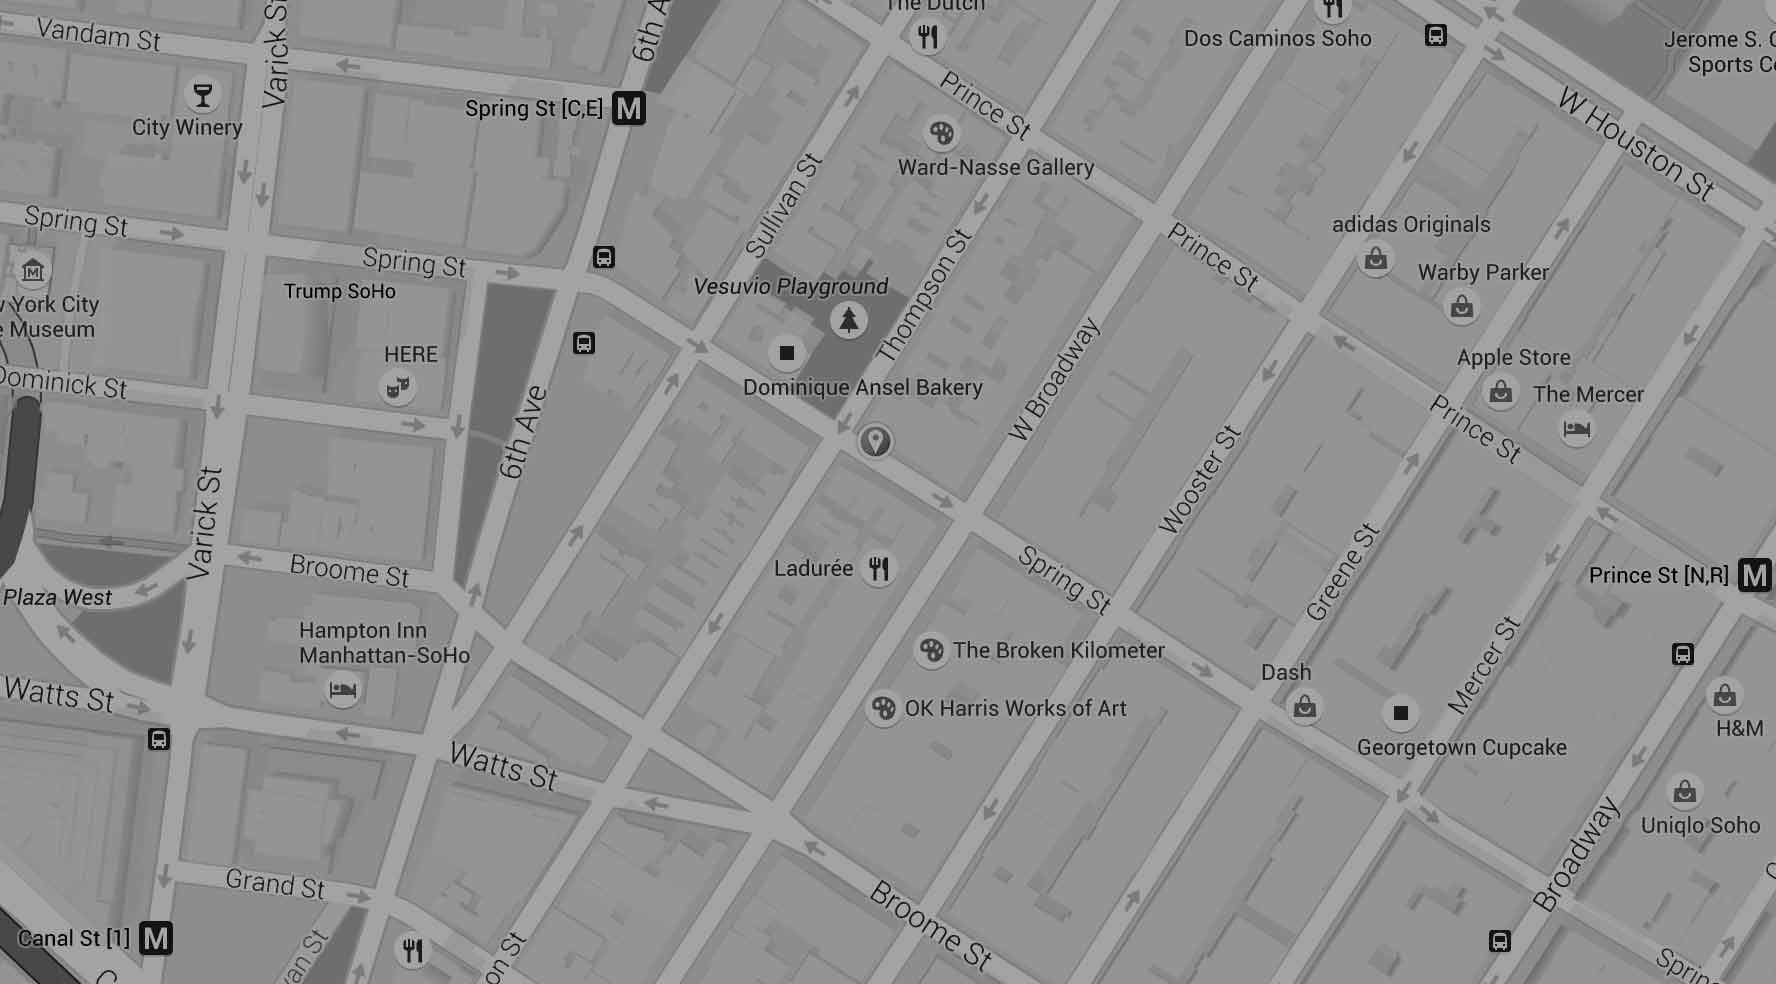 The Dutch
Vandam St
Varick St
6th A
Dos Caminos Soho
Jerome S.
Sports
Spring St [C,E] M
Prince St
W Houston St
City Winery
Ward-Nasse Gallery
Sullivan St
Spring St
Spring St
adidas Originals
Prince St
Warby Parker
Trump SoHo
Vesuvio Playground
Thompson St
York City
Museum
HERE
Apple Store
Dominick St
Dominique Ansel Bakery
W Broadway
The Mercer
6th Ave
Prince St
Wooster St
Varick St
Broome St
Ladurée
Spring St
Greene St
Prince St [N,R] M
Plaza West
Hampton Inn
Manhattan-SoHo
The Broken Kilometer
Mercer St
Dash
Watts St
OK Harris Works of Art
H&M
Georgetown Cupcake
Watts St
Uniqlo Soho
Broadway
Grand St
Broome St
Canal St [1] M
van St
on St
Spring